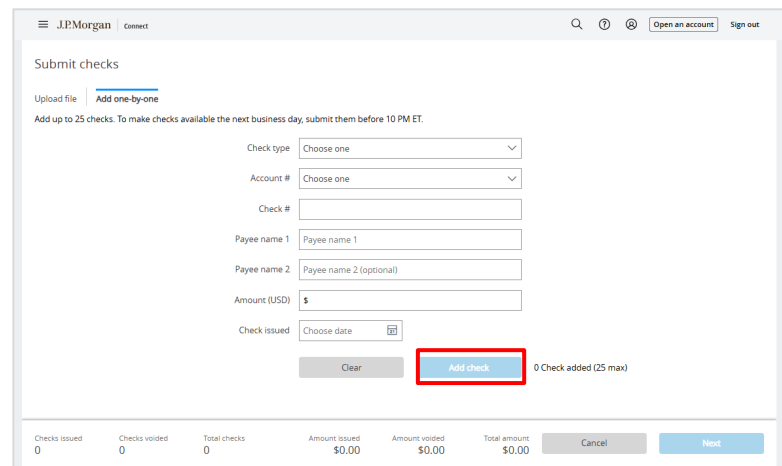 J.P.Morgan Connect Open an account Sign out
Submit checks
Upload file Add one-by-one
Add up to 25 checks. To make checks available the next business day, submit them before 10 PM ET.
Check type Choose one
Account # Choose one
Check #
Payee name 1 Payee name 1
Payee name 2 Payee name 2 (optional)
Amount (USD) $
Check issued Choose date
Clear Add check 0 Check added (25 max)
Checks issued Checks voided Total checks Amount issued Amount voided Total amount
0 0 0 $0.00 $0.00 $0.00 Cancel Next